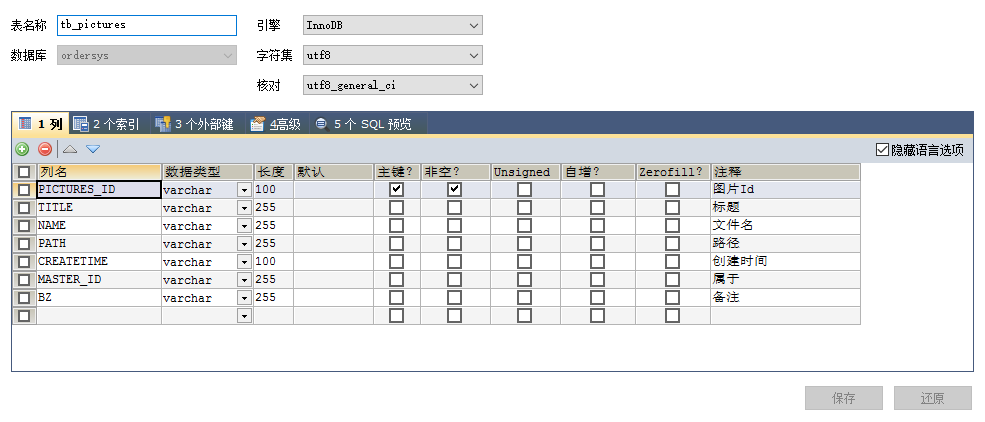 表名称 tb_pictures 引擎 InnoDB
数据库 ordersys 字符集 utf8
核对 utf8_general_ci
1 列 2 个索引 3 个外部键 4高级 5 个 SQL 预览
隐藏语言选项
列名 数据类型 长度 默认 主键? 非空? Unsigned 自增? Zerofill? 注释
PICTURES_ID varchar 100 图片Id
TITLE varchar 255 标题
NAME varchar 255 文件名
PATH varchar 255 路径
CREATETIME varchar 100 创建时间
MASTER_ID varchar 255 属于
BZ varchar 255 备注
保存 还原